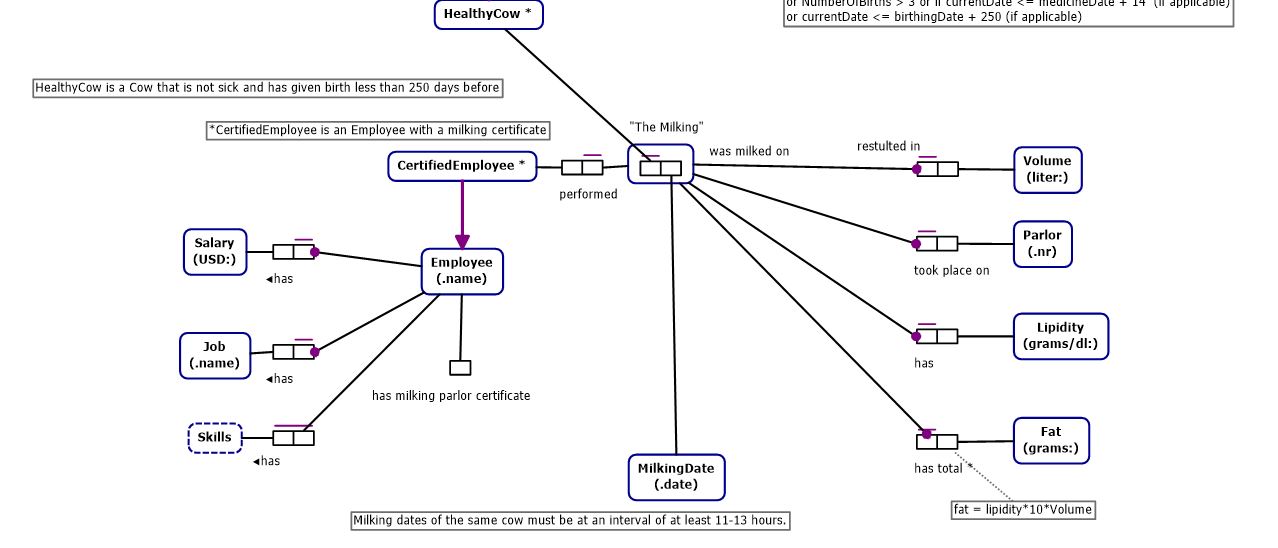 or NumberOfBirths > 3 or if currentDate <= medicineDate + 14 (if applicable)
or currentDate <= birthingDate + 250 (if applicable)
HealthyCow *
HealthyCow is a Cow that is not sick and has given birth less than 250 days before
*CertifiedEmployee is an Employee with a milking certificate
"The Milking"
was milked on
restulted in
CertifiedEmployee *
performed
Volume
(liter:)
Salary
(USD:)
◄has
Employee
(.name)
Parlor
(.nr)
took place on
Job
(.name)
◄has
has milking parlor certificate
Lipidity
(grams/dl:)
has
Skills
◄has
MilkingDate
(.date)
Fat
(grams:)
has total *
fat = lipidity*10*Volume
Milking dates of the same cow must be at an interval of at least 11-13 hours.